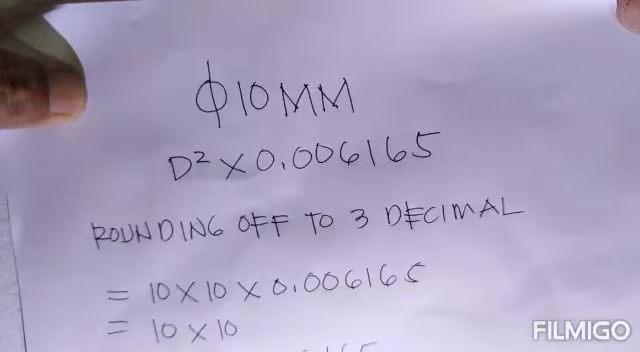 φ10MM
D² X 0.006165
ROUNDING OFF TO 3 DECIMAL
= 10 X 10 X 0.006165
= 10 X 10
FILMIGO